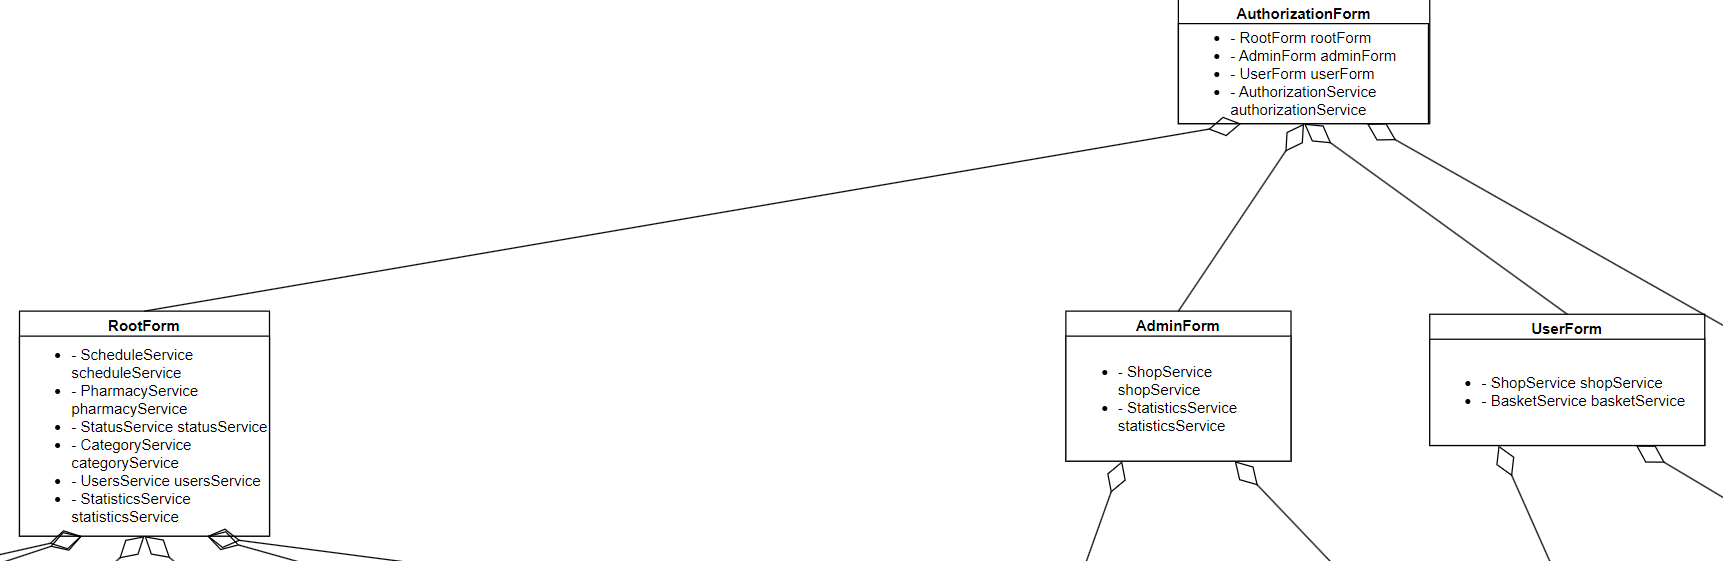 AuthorizationForm
- RootForm rootForm
- AdminForm adminForm
- UserForm userForm
- AuthorizationService
authorizationService
RootForm
- ScheduleService
scheduleService
- PharmacyService
pharmacyService
- StatusService statusService
- CategoryService
categoryService
- UsersService usersService
- StatisticsService
statisticsService
AdminForm
- ShopService
shopService
- StatisticsService
statisticsService
UserForm
- ShopService shopService
- BasketService basketService